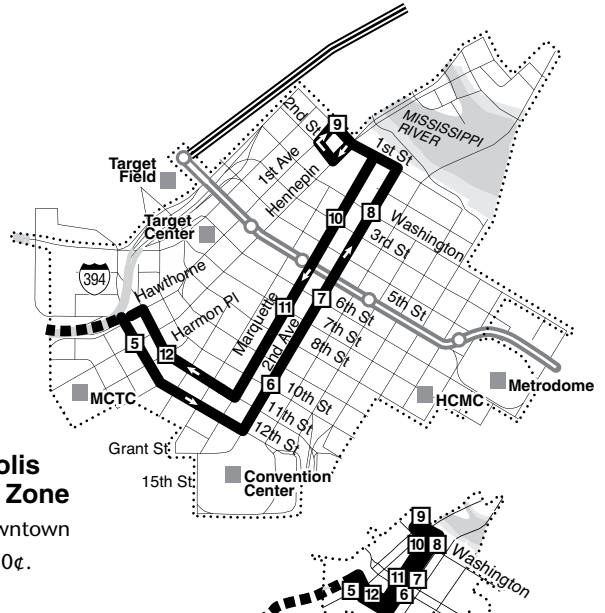 2nd St
9
1st Ave
Hennepin
MISSISSIPPI
RIVER
1st St
Target
Field
Target
Center
10
8
Washington
3rd St
394
Hawthorne
Harmon Pl
Marquette
2nd Ave
11
7
5th St
6th St
7th St
8th St
5
12
6
MCTC
10th St
11th St
12th St
HCMC
Metrodome
Grant St
15th St
Convention
Center
olis
Zone
wntown
0¢.
9
10 8
Washington
11 7
5 12 6